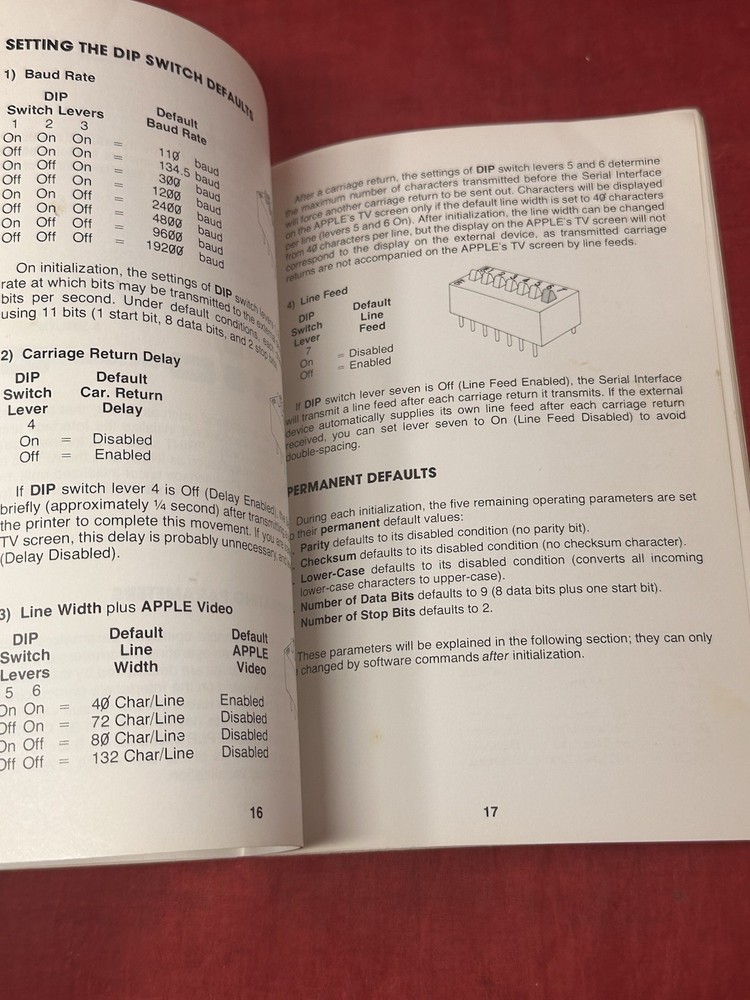 SETTING THE DIP SWITCH DEFAULTS
1) Baud Rate
DIP
Switch Levers
Default
Baud Rate
1 2 3
On On On = 110 baud
Off On On = 134.5 baud
On Off On = 300 baud
Off Off On = 1200 baud
On On Off = 2400 baud
Off On Off = 4800 baud
On Off Off = 9600 baud
Off Off Off = 19200 baud
On initialization, the settings of DIP switch
rate at which bits may be transmitted to the
bits per second. Under default conditions,
using 11 bits (1 start bit, 8 data bits, and 2 stop
2) Carriage Return Delay
DIP
Switch
Lever
Default
Car. Return
Delay
4
On = Disabled
Off = Enabled
If DIP switch lever 4 is Off (Delay Enabled),
briefly (approximately ¼ second) after
the printer to complete this movement. If you are
TV screen, this delay is probably unnecessary,
(Delay Disabled).
3) Line Width plus APPLE Video
DIP
Switch
Levers
Default
Line
Width
Default
APPLE
Video
5 6
On On = 40 Char/Line Enabled
Off On = 72 Char/Line Disabled
On Off = 80 Char/Line Disabled
Off Off = 132 Char/Line Disabled
16
After a carriage return, the settings of DIP switch levers 5 and 6 determine
the maximum number of characters transmitted before the Serial Interface
will force another carriage return to be sent out. Characters will be displayed
on the APPLE's TV screen only if the default line width is set to 40 characters
per line (levers 5 and 6 On). After initialization, the line width can be changed
from 40 characters per line, but the display on the APPLE's TV screen will not
correspond to the display on the external device, as transmitted carriage
returns are not accompanied on the APPLE's TV screen by line feeds.
4) Line Feed
DIP
Switch
Lever
Default
Line
Feed
7
On = Disabled
Off = Enabled
If DIP switch lever seven is Off (Line Feed Enabled), the Serial Interface
will transmit a line feed after each carriage return it transmits. If the external
device automatically supplies its own line feed after each carriage return
received, you can set lever seven to On (Line Feed Disabled) to avoid
double-spacing.
PERMANENT DEFAULTS
During each initialization, the five remaining operating parameters are set
to their permanent default values:
Parity defaults to its disabled condition (no parity bit).
Checksum defaults to its disabled condition (no checksum character).
Lower-Case defaults to its disabled condition (converts all incoming
lower-case characters to upper-case).
Number of Data Bits defaults to 9 (8 data bits plus one start bit).
Number of Stop Bits defaults to 2.
These parameters will be explained in the following section; they can only
changed by software commands after initialization.
17